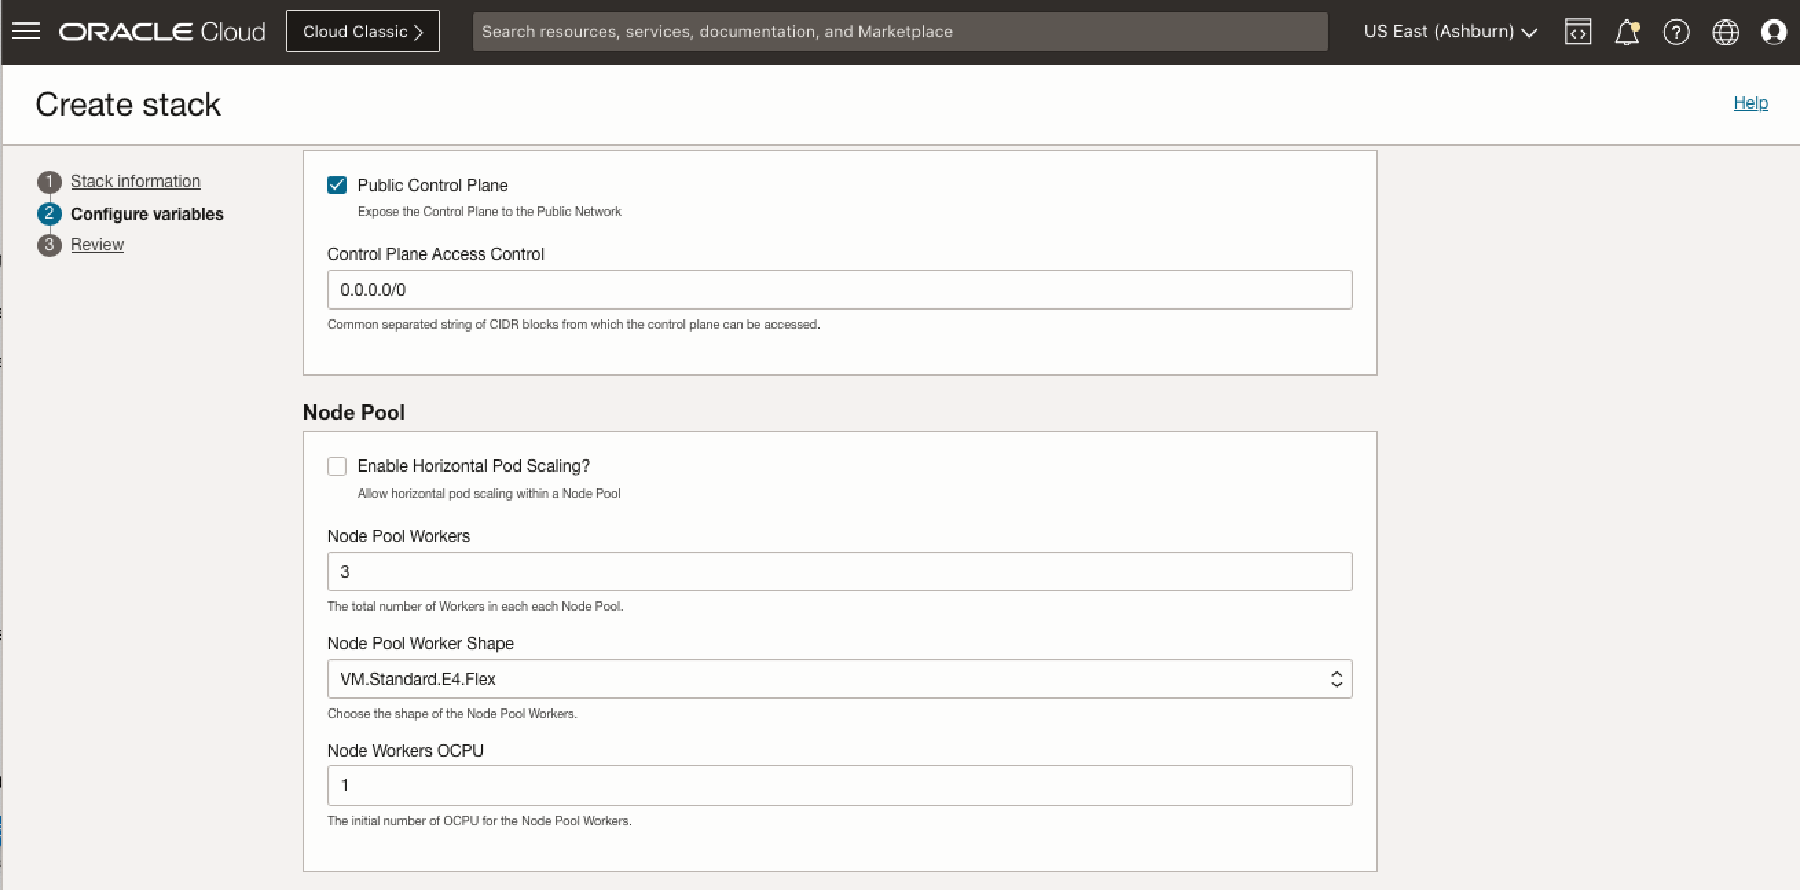 ORACLE Cloud
Cloud Classic
Search resources, services, documentation, and Marketplace
US East (Ashburn)
Create stack
Help
1 Stack information
2 Configure variables
3 Review
Public Control Plane
Expose the Control Plane to the Public Network
Control Plane Access Control
0.0.0.0/0
Common separated string of CIDR blocks from which the control plane can be accessed.
Node Pool
Enable Horizontal Pod Scaling?
Allow horizontal pod scaling within a Node Pool
Node Pool Workers
3
The total number of Workers in each each Node Pool.
Node Pool Worker Shape
VM.Standard.E4.Flex
Choose the shape of the Node Pool Workers.
Node Workers OCPU
1
The initial number of OCPU for the Node Pool Workers.